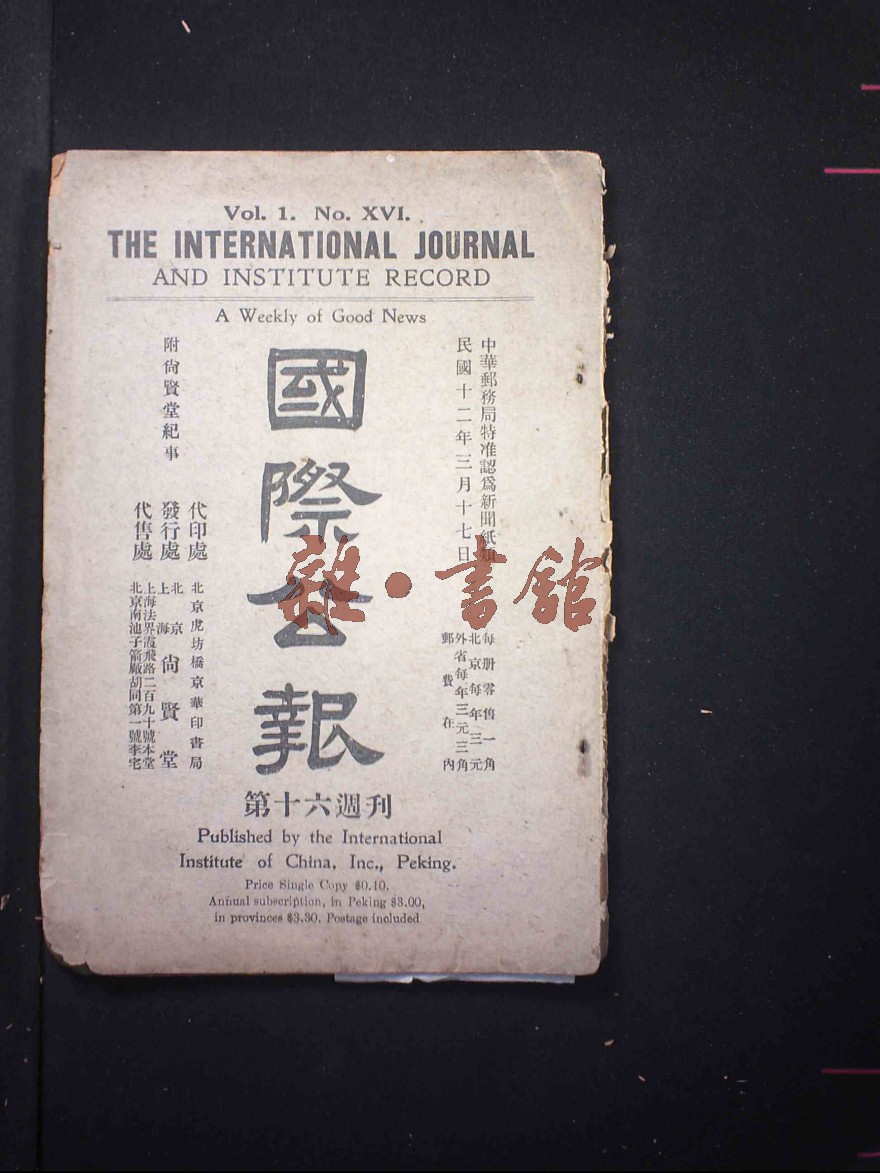 Vol. 1. No. XVI.
THE INTERNATIONAL JOURNAL
AND INSTITUTE RECORD
A Weekly of Good News
中華郵務局特准認爲新聞紙類
民國十二年三月十七日
每册零售一角
北京每年三元
外省每年三元三角
郵費在內
國際公報
附尙賢堂紀事
代印處 北京虎坊橋京華印書局
發行處 北京上海尙賢堂
代售處 上海法界霞飛路二百九十號本堂
北京南池子箭廠胡同第一號李宅
第十六週刊
Published by the International
Institute of China, Inc., Peking.
Price Single Copy $0.10.
Annual subscription, in Peking $3.00,
in provinces $3.30. Postage included
雜·書館